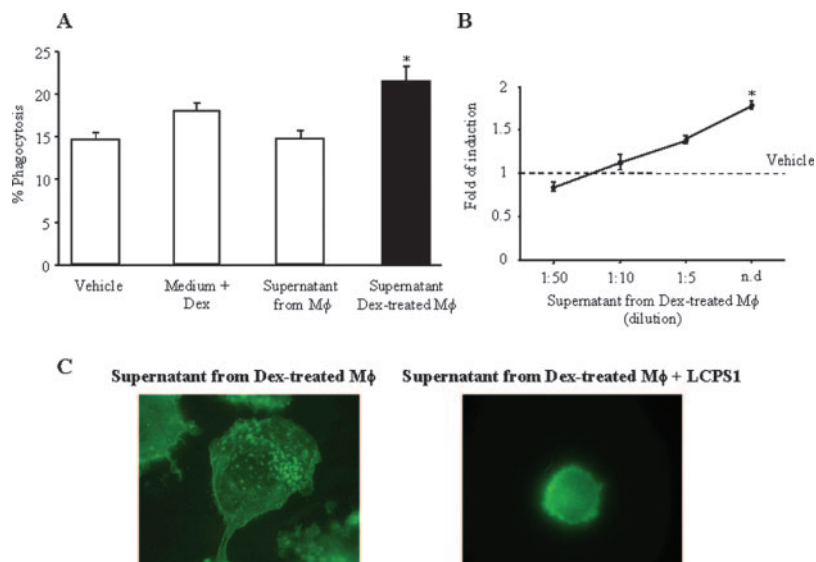 A
25
20
15
10
5
0
% Phagocytosis
*
Vehicle
Medium + Dex
Supernatant from Mϕ
Supernatant Dex-treated Mϕ
B
2
1.5
1
0.5
0
Fold of induction
*
Vehicle
1:50 1:10 1:5 n.d
Supernatant from Dex-treated Mϕ
(dilution)
C
Supernatant from Dex-treated Mϕ
Supernatant from Dex-treated Mϕ + LCPS1